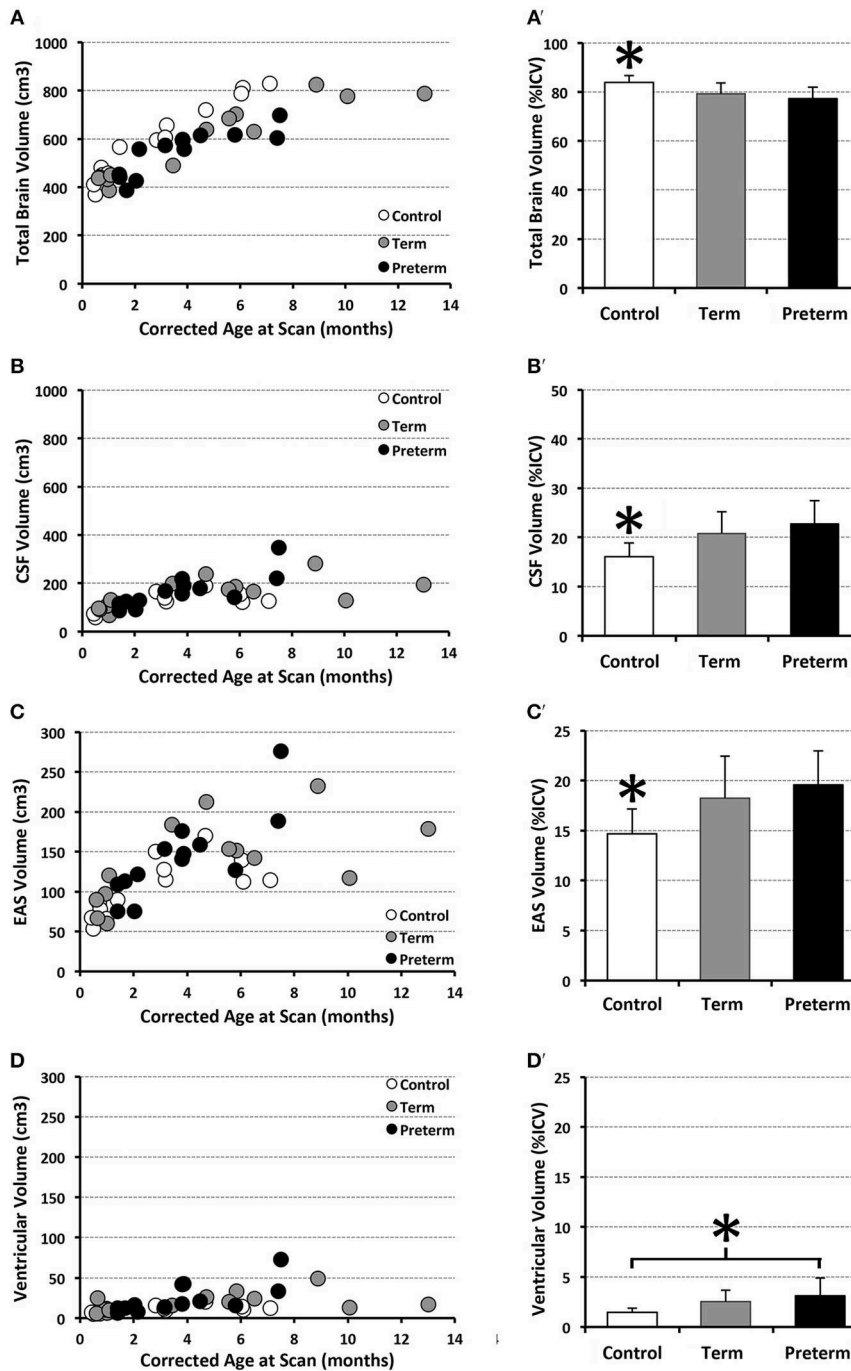 A
Total Brain Volume (cm3)
1000
800
600
400
200
0
0 2 4 6 8 10 12 14
Corrected Age at Scan (months)
Control
Term
Preterm
A′
Total Brain Volume (%ICV)
100
80
60
40
20
0
*
Control Term Preterm
B
CSF Volume (cm3)
1000
800
600
400
200
0
0 2 4 6 8 10 12 14
Corrected Age at Scan (months)
Control
Term
Preterm
B′
CSF Volume (%ICV)
50
40
30
20
10
0
*
Control Term Preterm
C
EAS Volume (cm3)
300
250
200
150
100
50
0
0 2 4 6 8 10 12 14
Corrected Age at Scan (months)
Control
Term
Preterm
C′
EAS Volume (%ICV)
25
20
15
10
5
0
*
Control Term Preterm
D
Ventricular Volume (cm3)
300
250
200
150
100
50
0
0 2 4 6 8 10 12 14
Corrected Age at Scan (months)
Control
Term
Preterm
D′
Ventricular Volume (%ICV)
25
20
15
10
5
0
*
Control Term Preterm